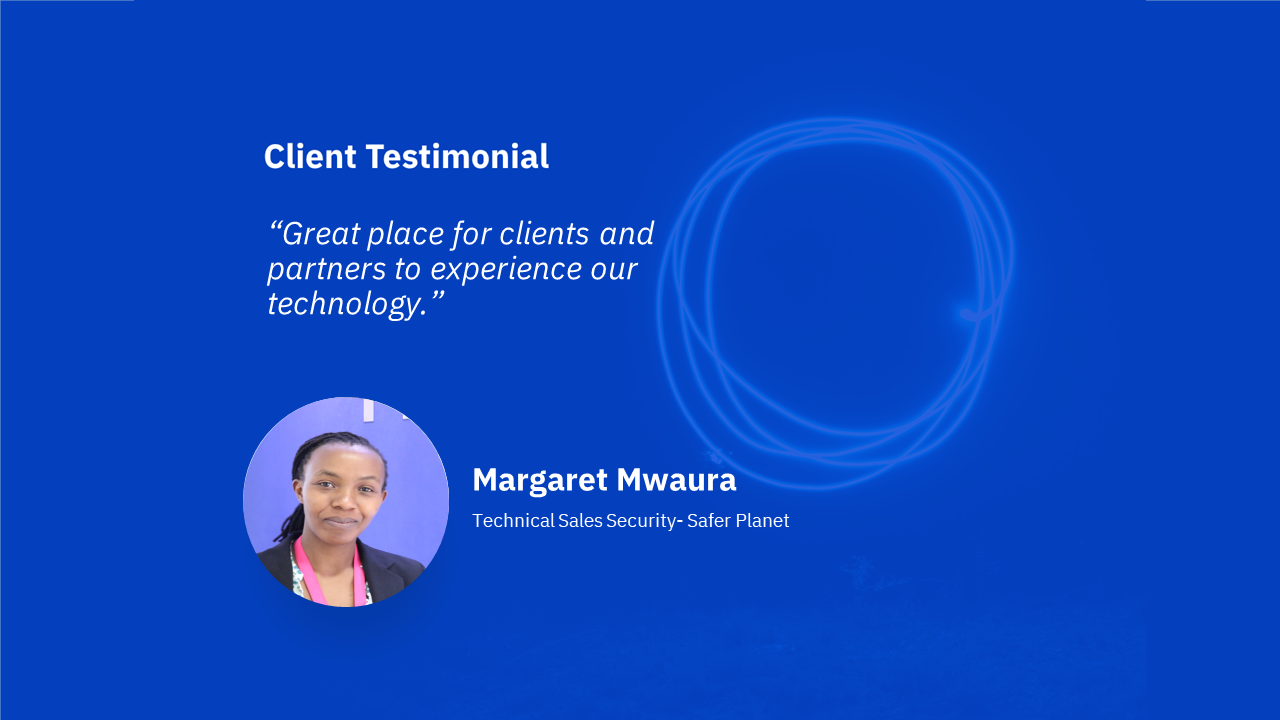 Client Testimonial
“Great place for clients and
partners to experience our
technology.”
Margaret Mwaura
Technical Sales Security- Safer Planet